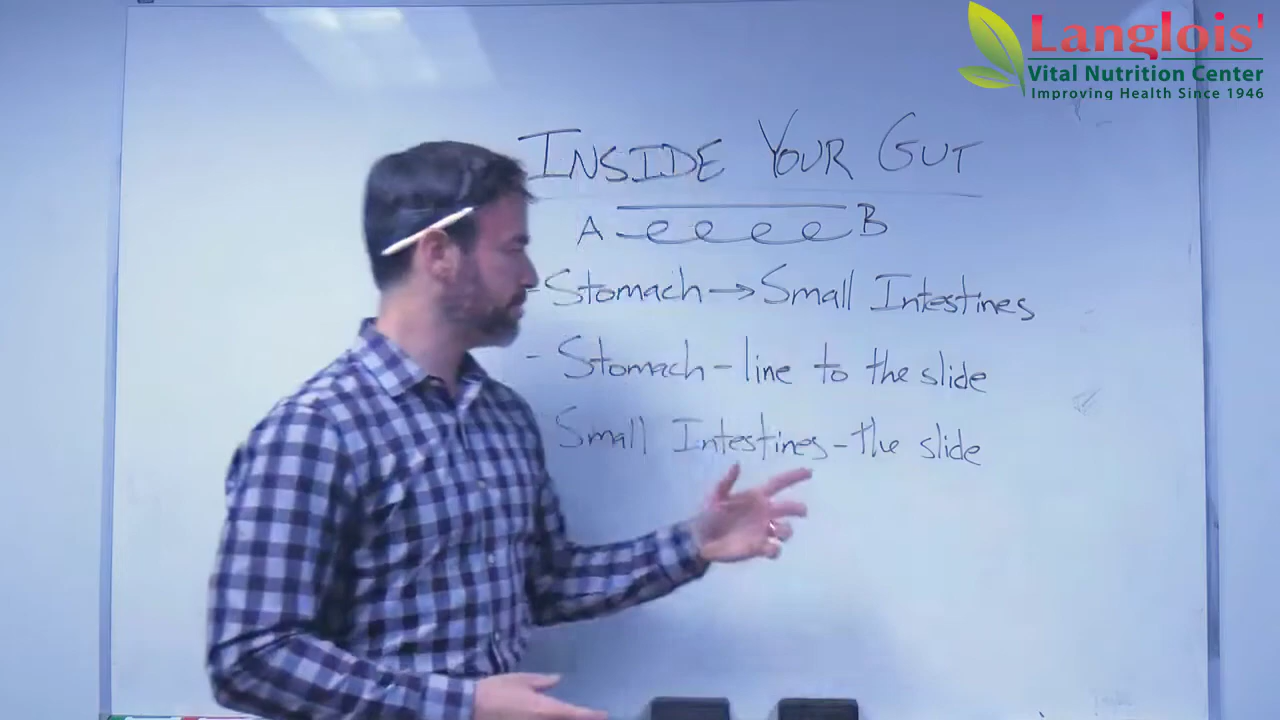 Langlois'
Vital Nutrition Center
Improving Health Since 1946
INSIDE YOUR GUT
A eeee B
- Stomach → Small Intestines
- Stomach - line to the slide
Small Intestines - the slide